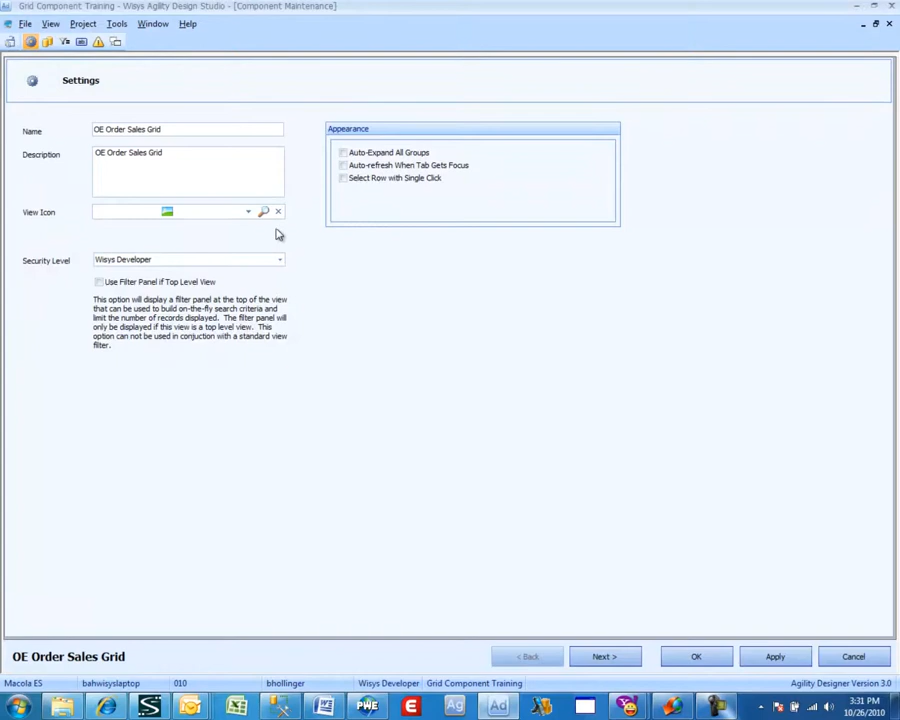 Grid Component Training - Wisys Agility Design Studio - [Component Maintenance]
File View Project Tools Window Help
Settings
Name
OE Order Sales Grid
Description
OE Order Sales Grid
View Icon
Security Level
Wisys Developer
Use Filter Panel if Top Level View
This option will display a filter panel at the top of the view
that can be used to build on-the-fly search criteria and
limit the number of records displayed. The filter panel will
only be displayed if this view is a top level view. This
option can not be used in conjuction with a standard view
filter.
Appearance
Auto-Expand All Groups
Auto-refresh When Tab Gets Focus
Select Row with Single Click
OE Order Sales Grid
< Back
Next >
OK
Apply
Cancel
Macola ES
bahwisyslaptop
010
bhollinger
Wisys Developer
Grid Component Training
Agility Designer Version 3.0
PWE
Ag
Ad
3:31 PM
10/26/2010